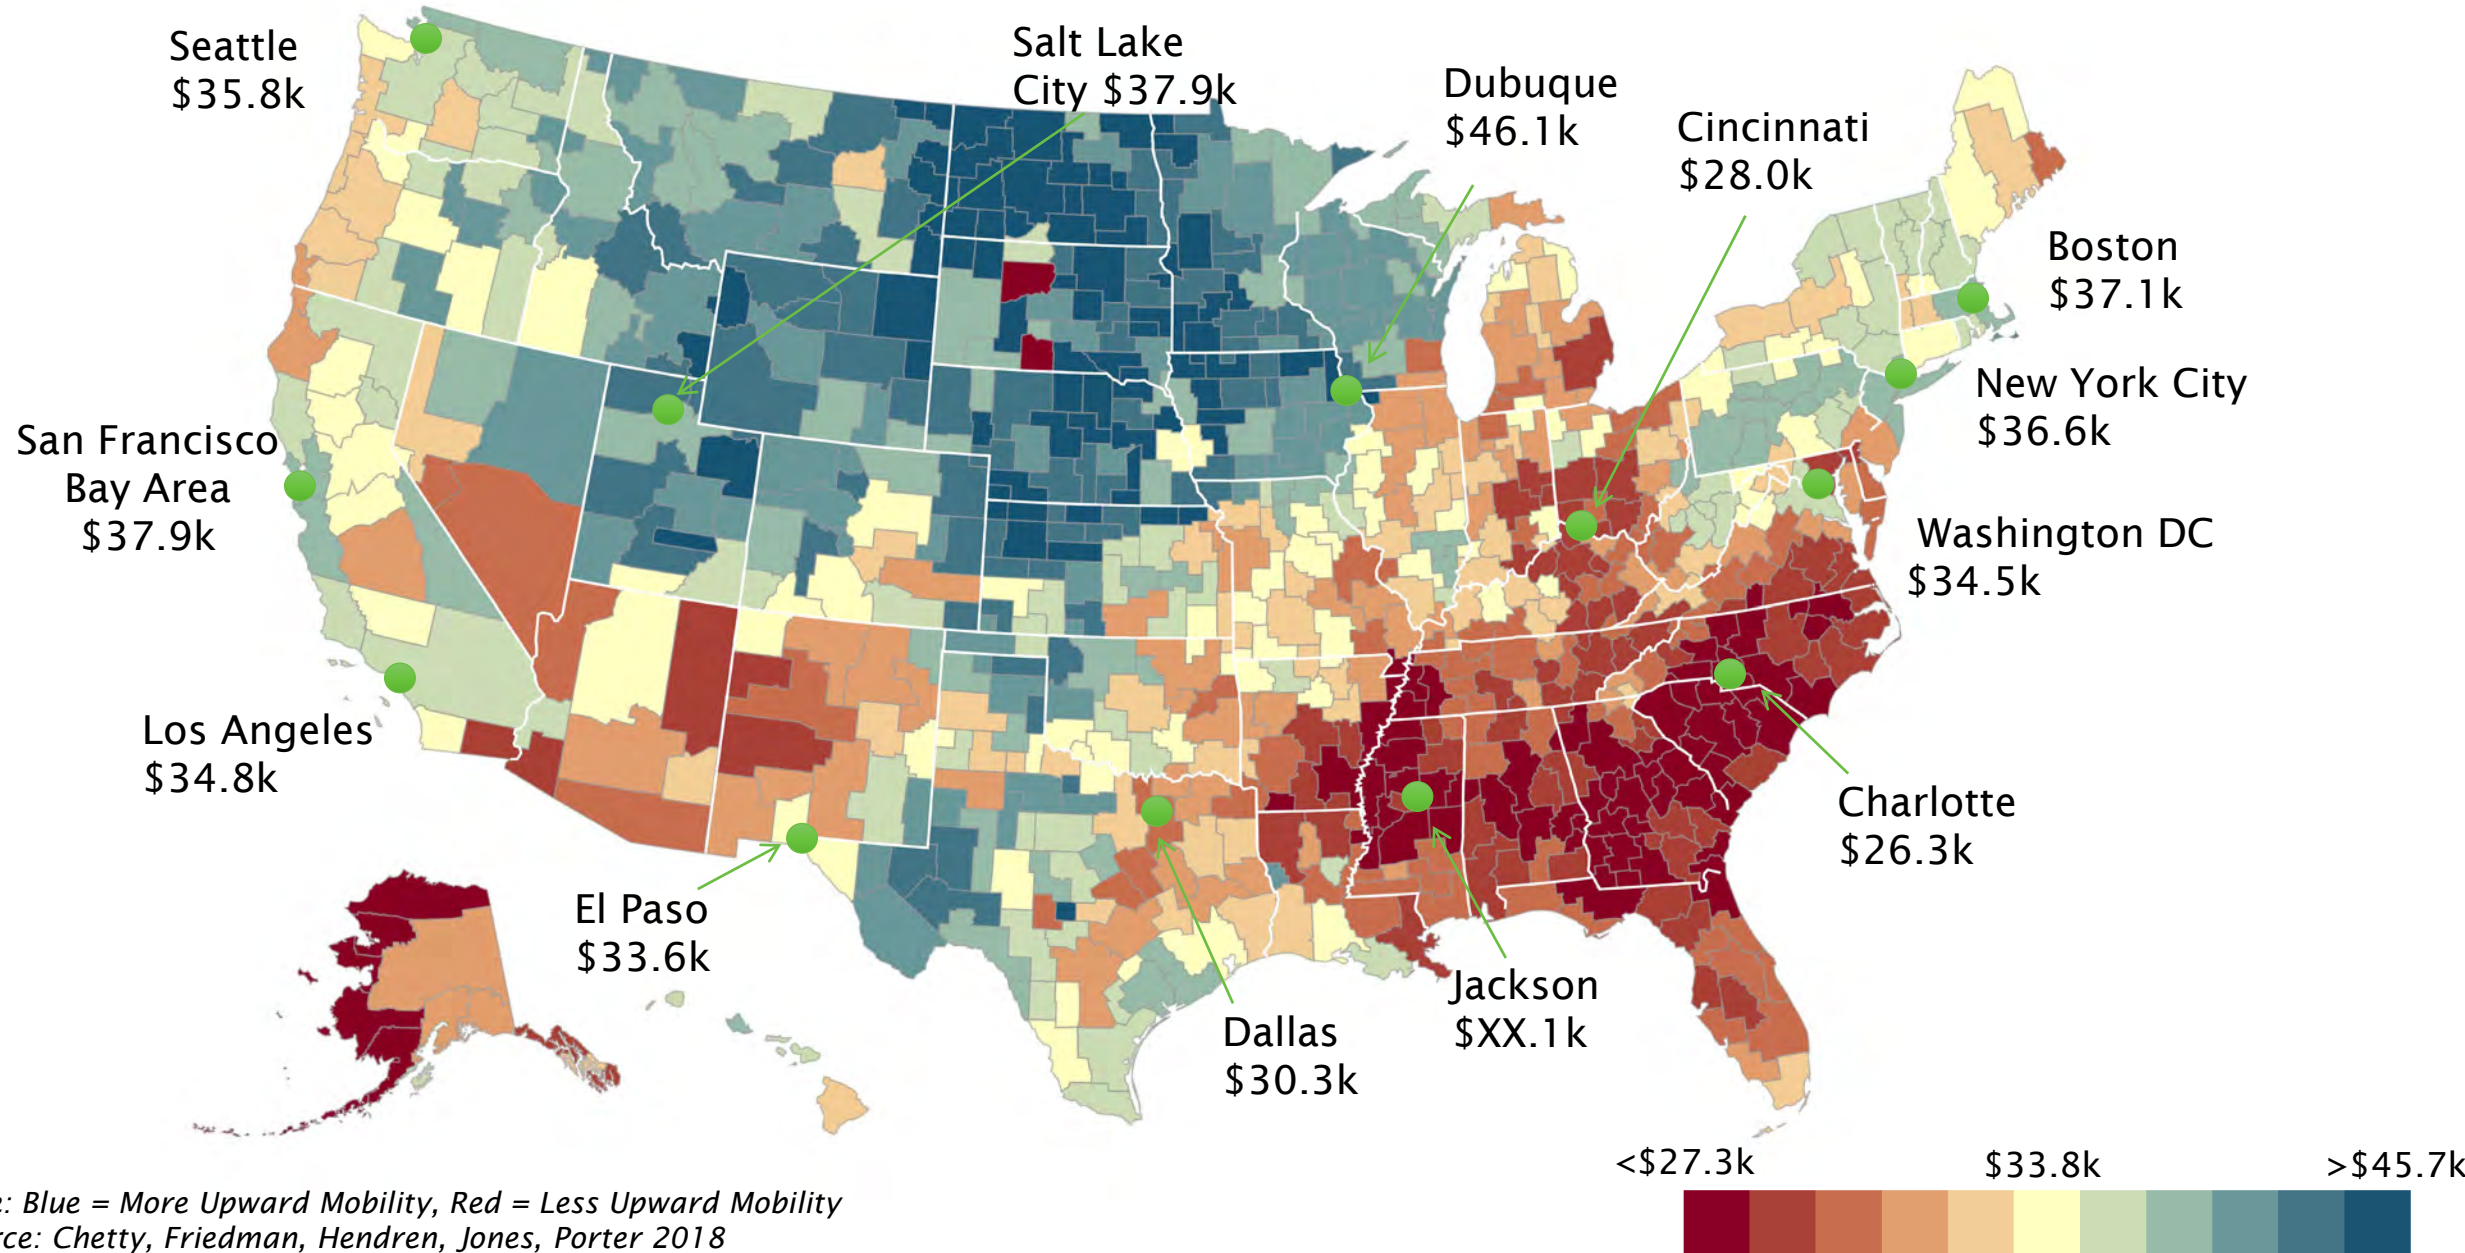 Seattle
$35.8k
Salt Lake
City $37.9k
Dubuque
$46.1k
Cincinnati
$28.0k
Boston
$37.1k
New York City
$36.6k
San Francisco
Bay Area
$37.9k
Washington DC
$34.5k
Los Angeles
$34.8k
Charlotte
$26.3k
El Paso
$33.6k
Jackson
$XX.1k
Dallas
$30.3k
<$27.3k
$33.8k
>$45.7k
: Blue = More Upward Mobility, Red = Less Upward Mobility
: Chetty, Friedman, Hendren, Jones, Porter 2018